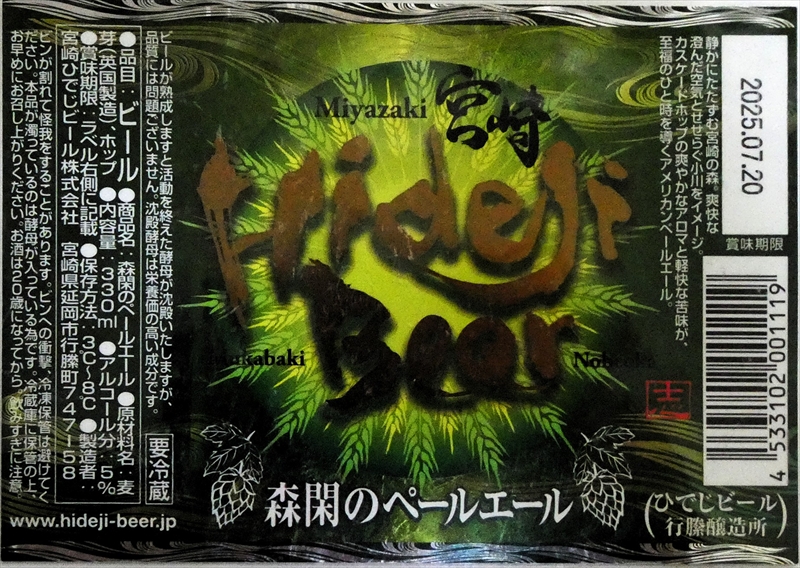 宮崎
Miyazaki
Hideji
Beer
Mukabaki
Nobeoka
森閑のペールエール
2025.07.20
賞味期限
静かにたたずむ宮崎の森。爽快な
澄んだ空気とせせらぐ小川をイメージ。
カスケードホップの爽やかなアロマと軽快な苦味が、
至福のひと時を導くアメリカンペールエール。
志
4 533102 001119
(ひでじビール
行縢醸造所)
ビールが熟成しますと活動を終えた酵母が沈殿いたしますが、
品質には問題ございません。沈殿酵母は栄養価の高い成分です。
要冷蔵
●品目:ビール ●商品名:森閑のペールエール ●原材料名:麦
芽(英国製造)、ホップ ●内容量:330ml ●アルコール分:5%
●賞味期限:ラベル右側に記載 ●保存方法:3℃~8℃ ●製造者:
宮崎ひでじビール株式会社 宮崎県延岡市行縢町747-58
ビンが割れて怪我をすることがあります。ビンへの衝撃、冷凍保管は避けてく
ださい。本品が濁っているのは酵母が入っている為です。冷蔵庫に保管の上、
お早めにお召し上がりください。お酒は20歳になってから。飲みすぎに注意。
www.hideji-beer.jp